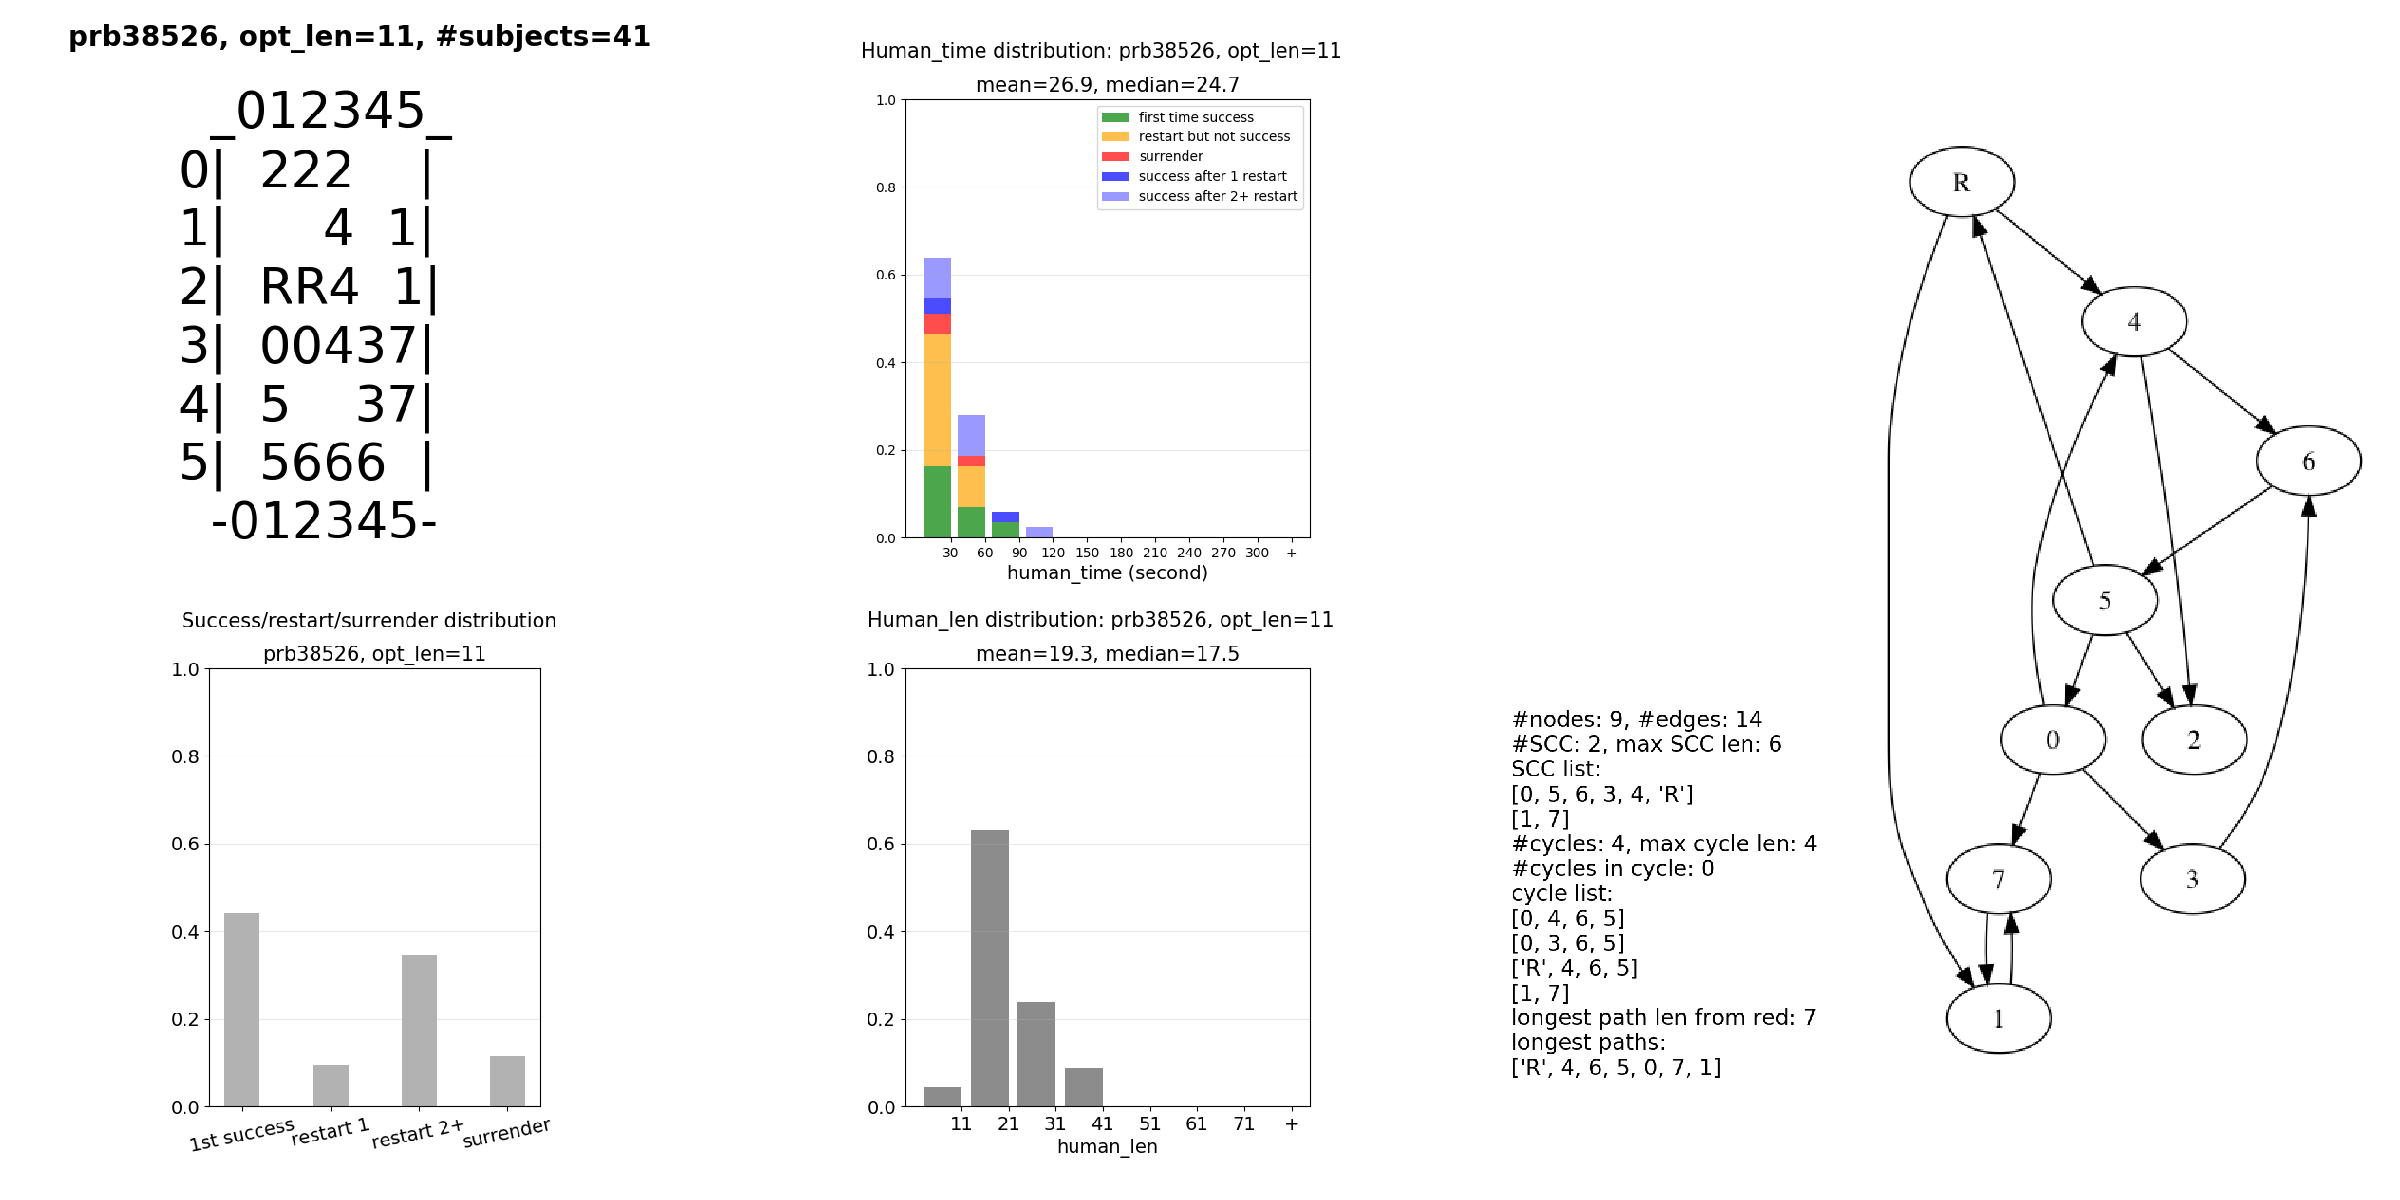 prb38526, opt_len=11, #subjects=41
_012345_
0| 222    |
1|      4  1|
2| RR4  1|
3| 00437|
4| 5    37|
5| 5666  |
-012345-
Human_time distribution: prb38526, opt_len=11
mean=26.9, median=24.7
1.0
0.8
0.6
0.4
0.2
0.0
first time success
restart but not success
surrender
success after 1 restart
success after 2+ restart
30 60 90 120 150 180 210 240 270 300 +
human_time (second)
Success/restart/surrender distribution
prb38526, opt_len=11
1.0
0.8
0.6
0.4
0.2
0.0
1st success restart 1 restart 2+ surrender
Human_len distribution: prb38526, opt_len=11
mean=19.3, median=17.5
1.0
0.8
0.6
0.4
0.2
0.0
11 21 31 41 51 61 71 +
human_len
#nodes: 9, #edges: 14
#SCC: 2, max SCC len: 6
SCC list:
[0, 5, 6, 3, 4, 'R']
[1, 7]
#cycles: 4, max cycle len: 4
#cycles in cycle: 0
cycle list:
[0, 4, 6, 5]
[0, 3, 6, 5]
['R', 4, 6, 5]
[1, 7]
longest path len from red: 7
longest paths:
['R', 4, 6, 5, 0, 7, 1]
R
4
6
5
0 2
7 3
1